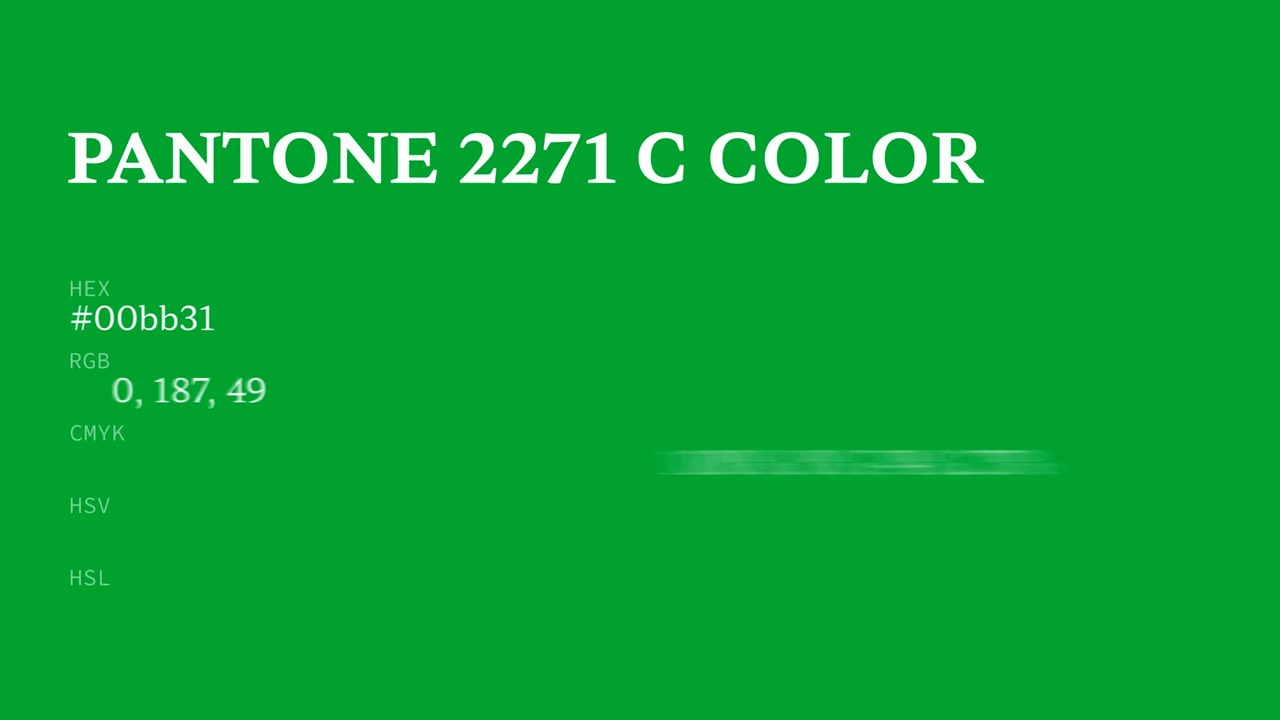 PANTONE 2271 C COLOR
HEX
#00bb31
RGB
0, 187, 49
CMYK
HSV
HSL